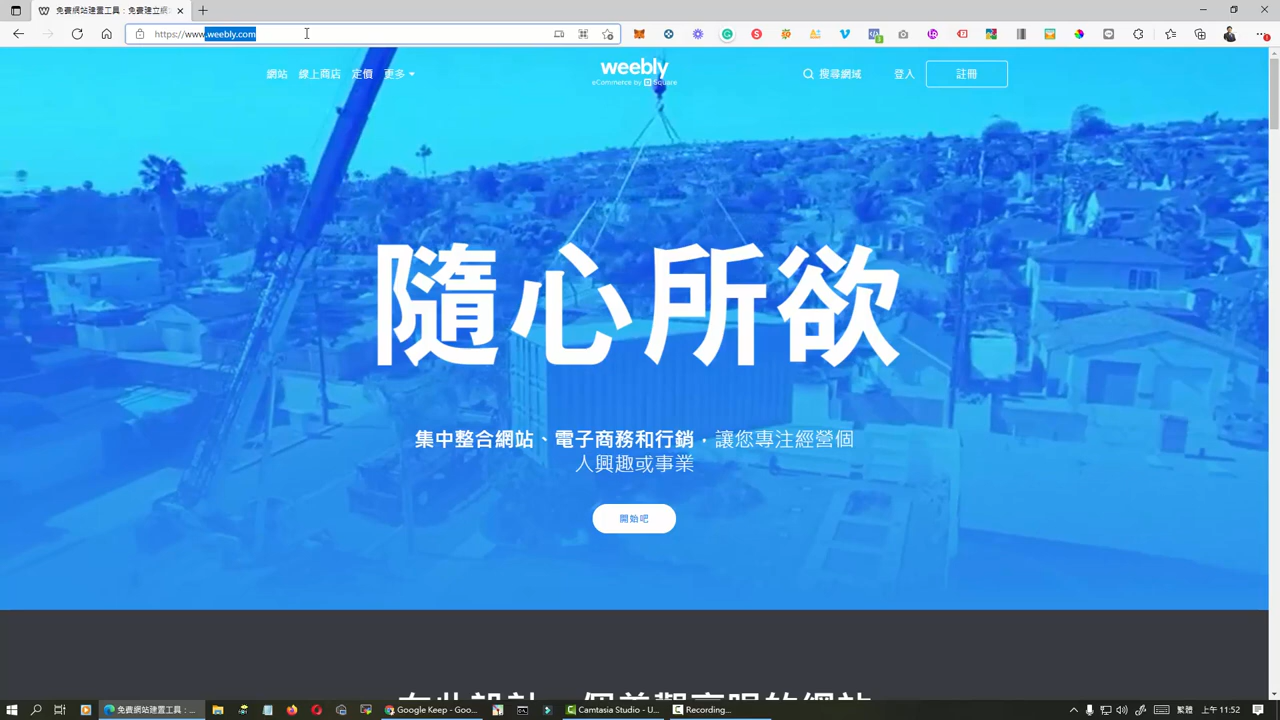 免費網站建置工具：免費建立網
https://www.weebly.com
網站 線上商店 定價 更多
weebly
eCommerce by Square
搜尋網域 登入 註冊
隨心所欲
集中整合網站、電子商務和行銷，讓您專注經營個
人興趣或事業
開始吧
免費網站建置工具：...
Google Keep - Goo...
Camtasia Studio - U...
Recording...
繁體
上午 11:52